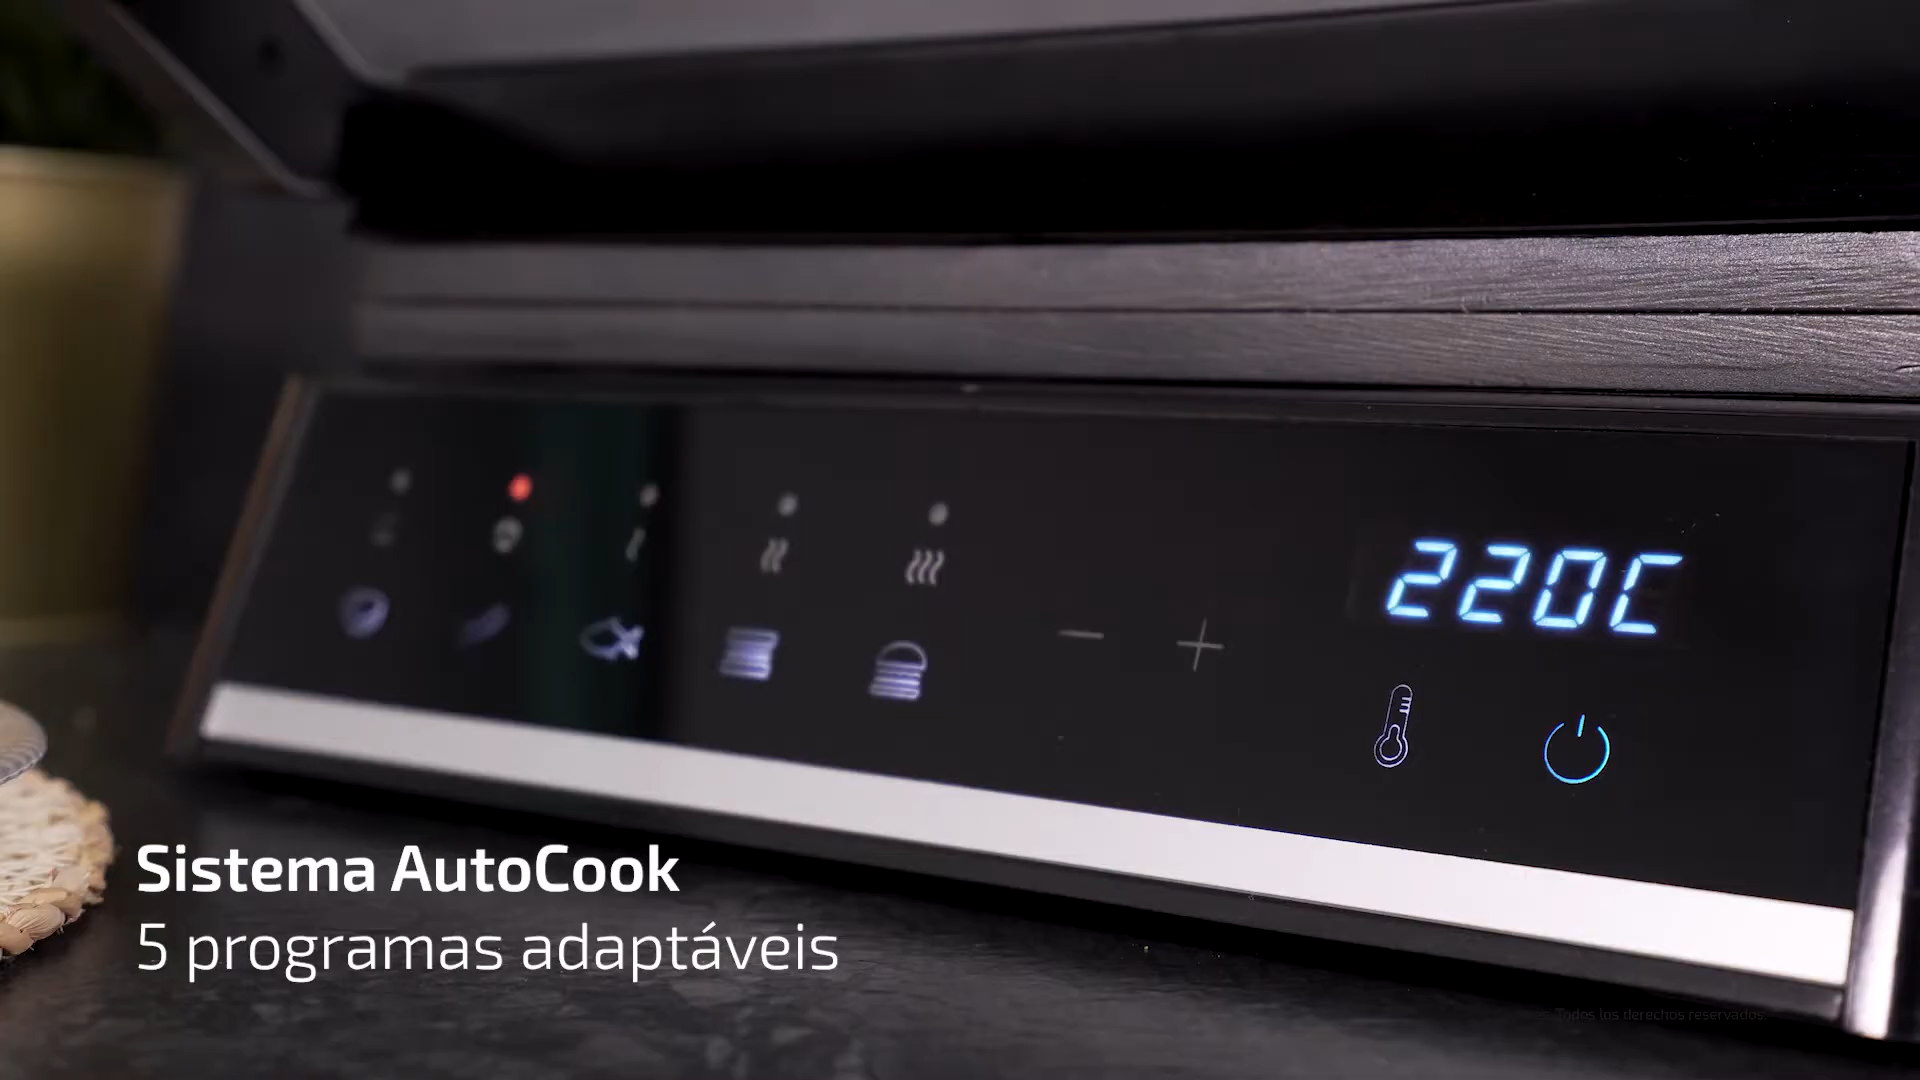 220C
Sistema AutoCook
5 programas adaptáveis
Todos los derechos reservados.